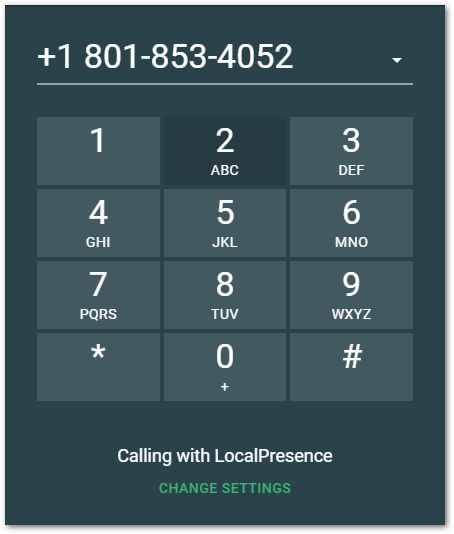 +1 801-853-4052
1 2 3
ABC DEF
4 5 6
GHI JKL MNO
7 8 9
PQRS TUV WXYZ
* 0 #
+
Calling with LocalPresence
CHANGE SETTINGS